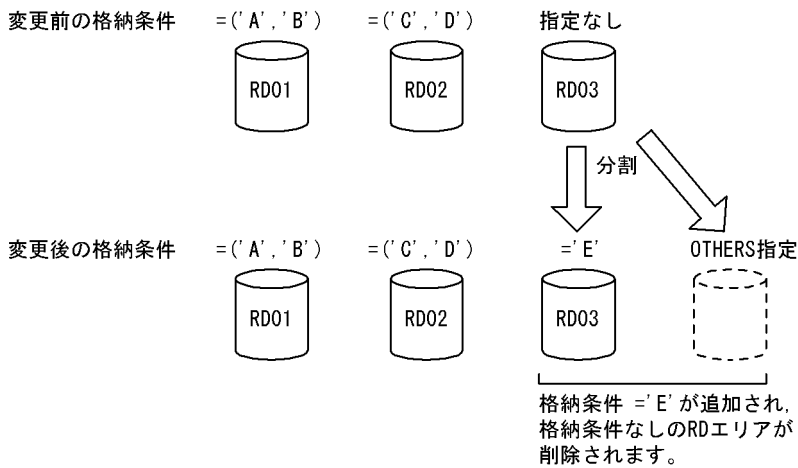 変更前の格納条件 =('A','B') =('C','D') 指定なし
RD01 RD02 RD03
分割
変更後の格納条件 =('A','B') =('C','D') ='E' OTHERS指定
RD01 RD02 RD03
格納条件 ='E'が追加され，
格納条件なしのRDエリアが
削除されます。